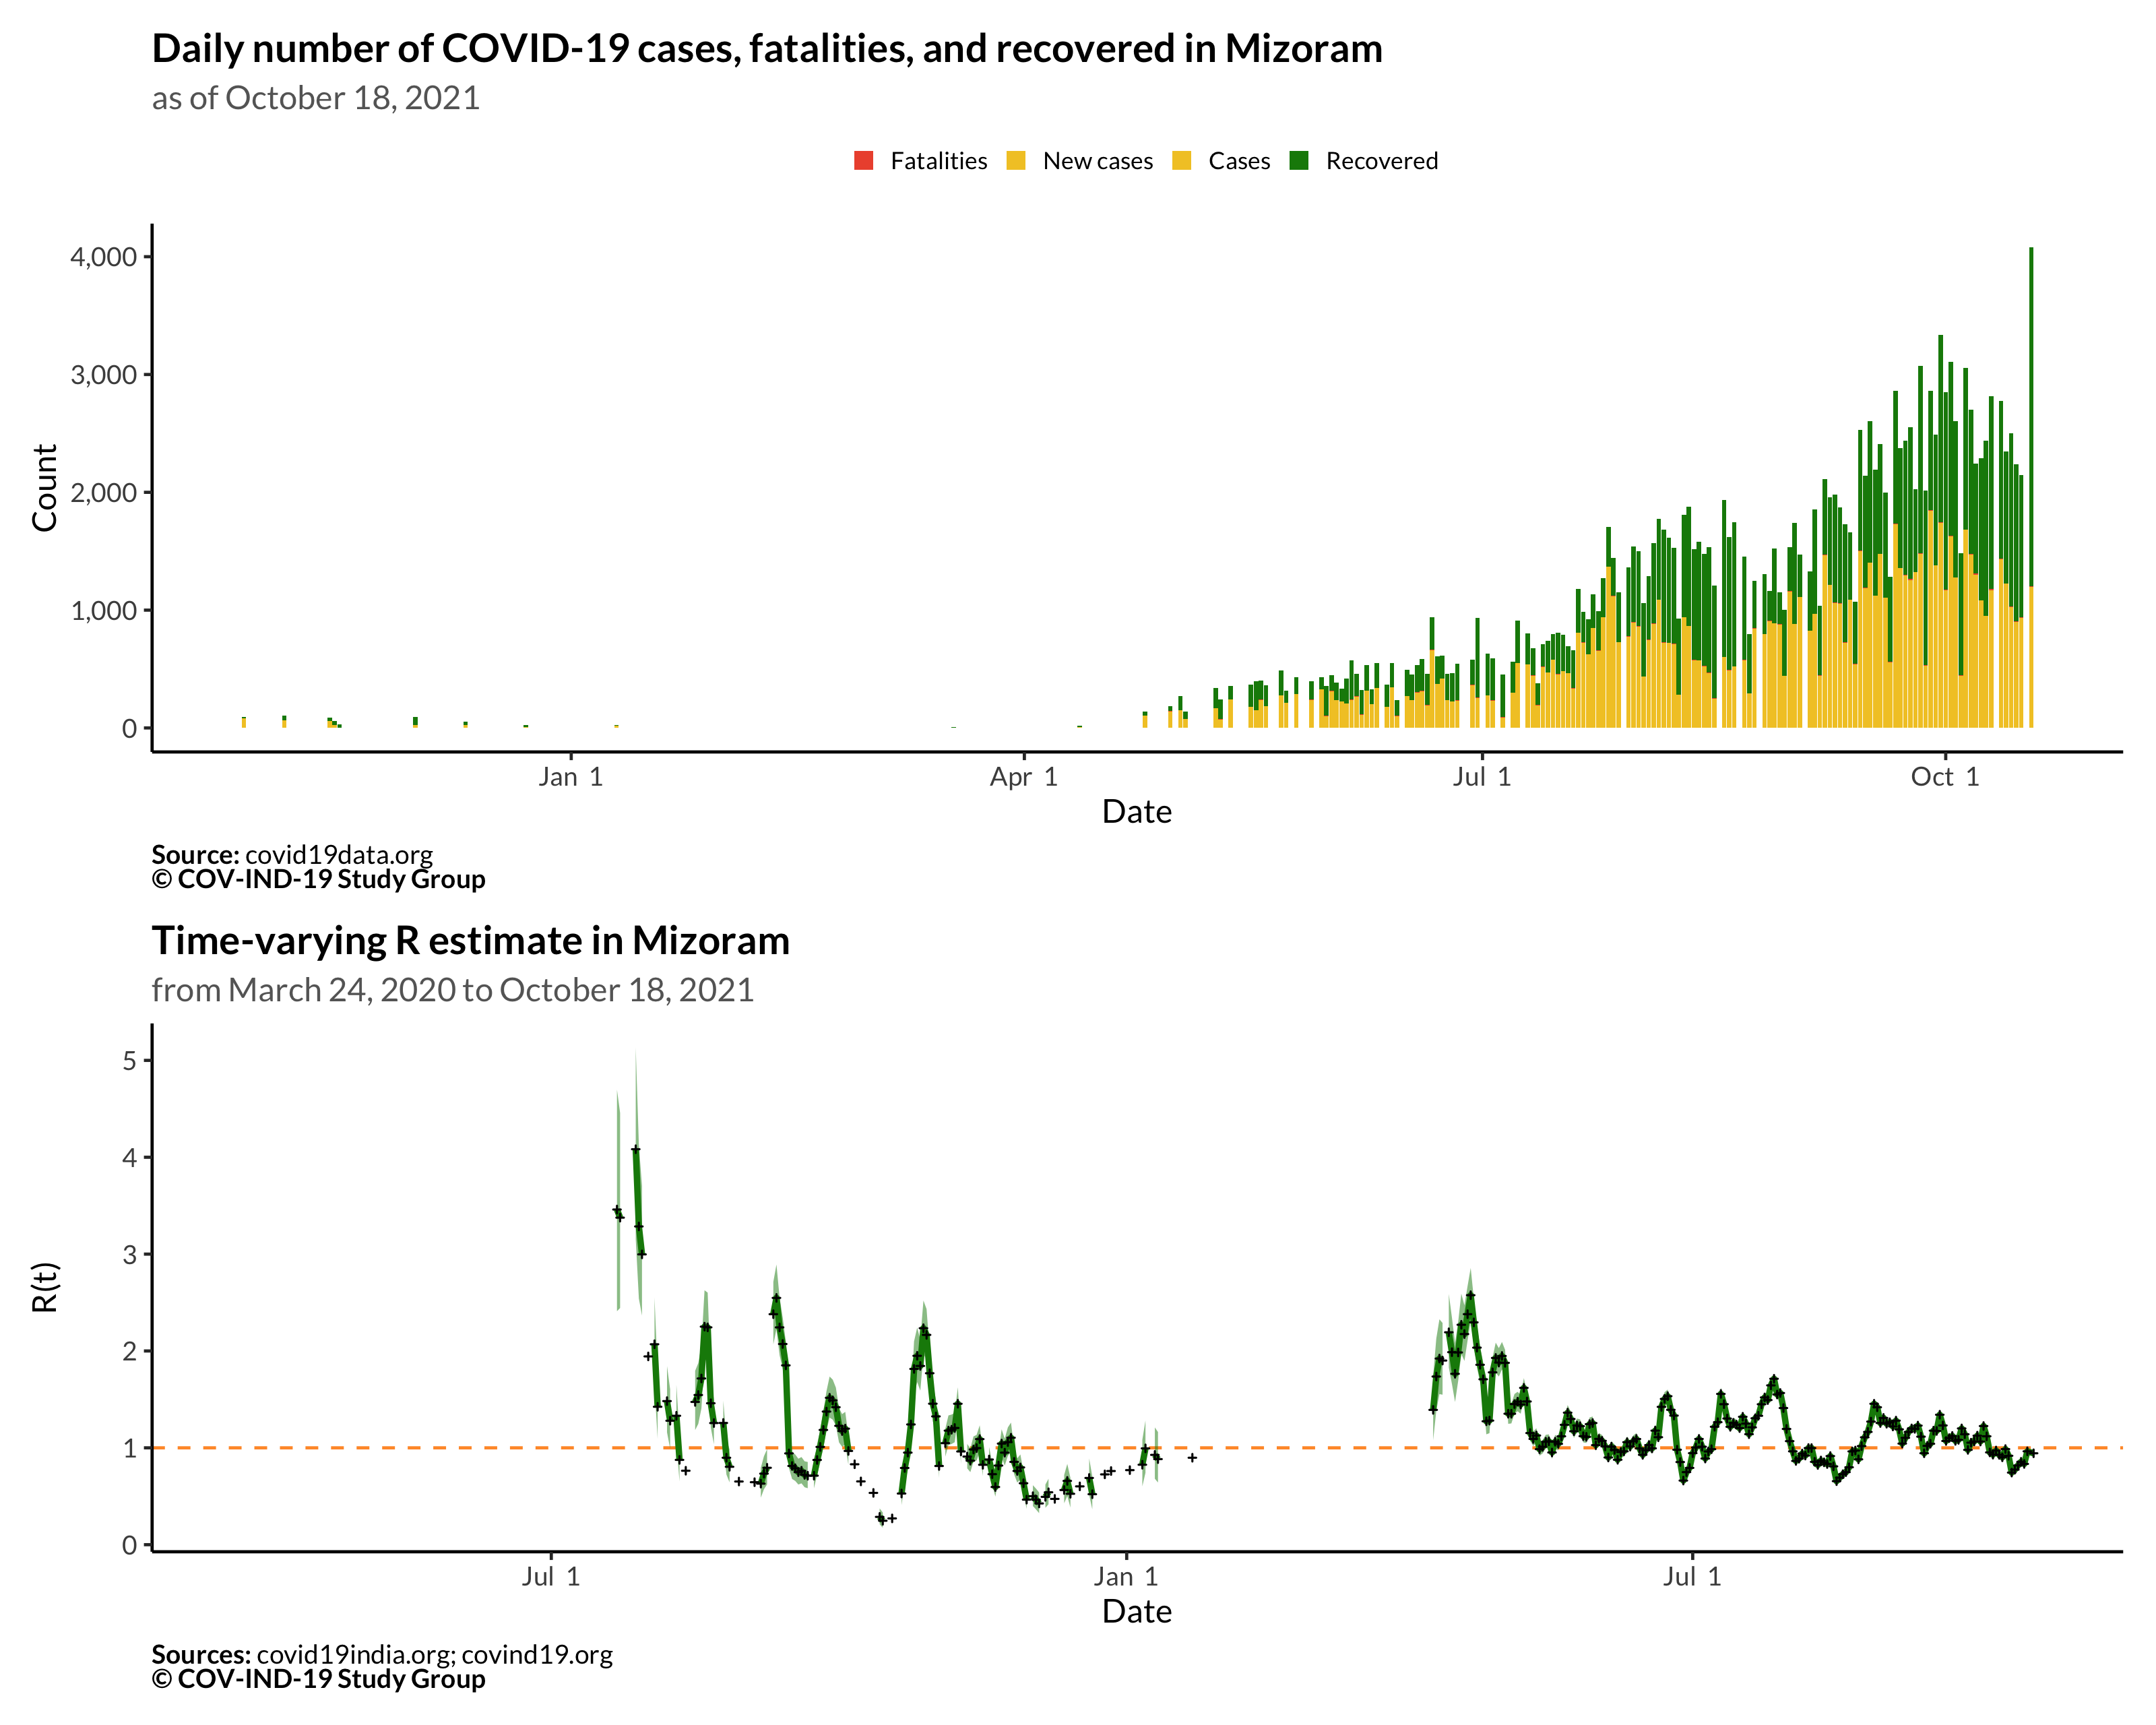 Daily number of COVID-19 cases, fatalities, and recovered in Mizoram
as of October 18, 2021
Fatalities New cases Cases Recovered
4,000
3,000
2,000
1,000
0
Count
Jan 1 Apr 1 Jul 1 Oct 1
Date
Source: covid19data.org
© COV-IND-19 Study Group
Time-varying R estimate in Mizoram
from March 24, 2020 to October 18, 2021
5
4
3
2
1
0
R(t)
Jul 1 Jan 1 Jul 1
Date
Sources: covid19india.org; covind19.org
© COV-IND-19 Study Group